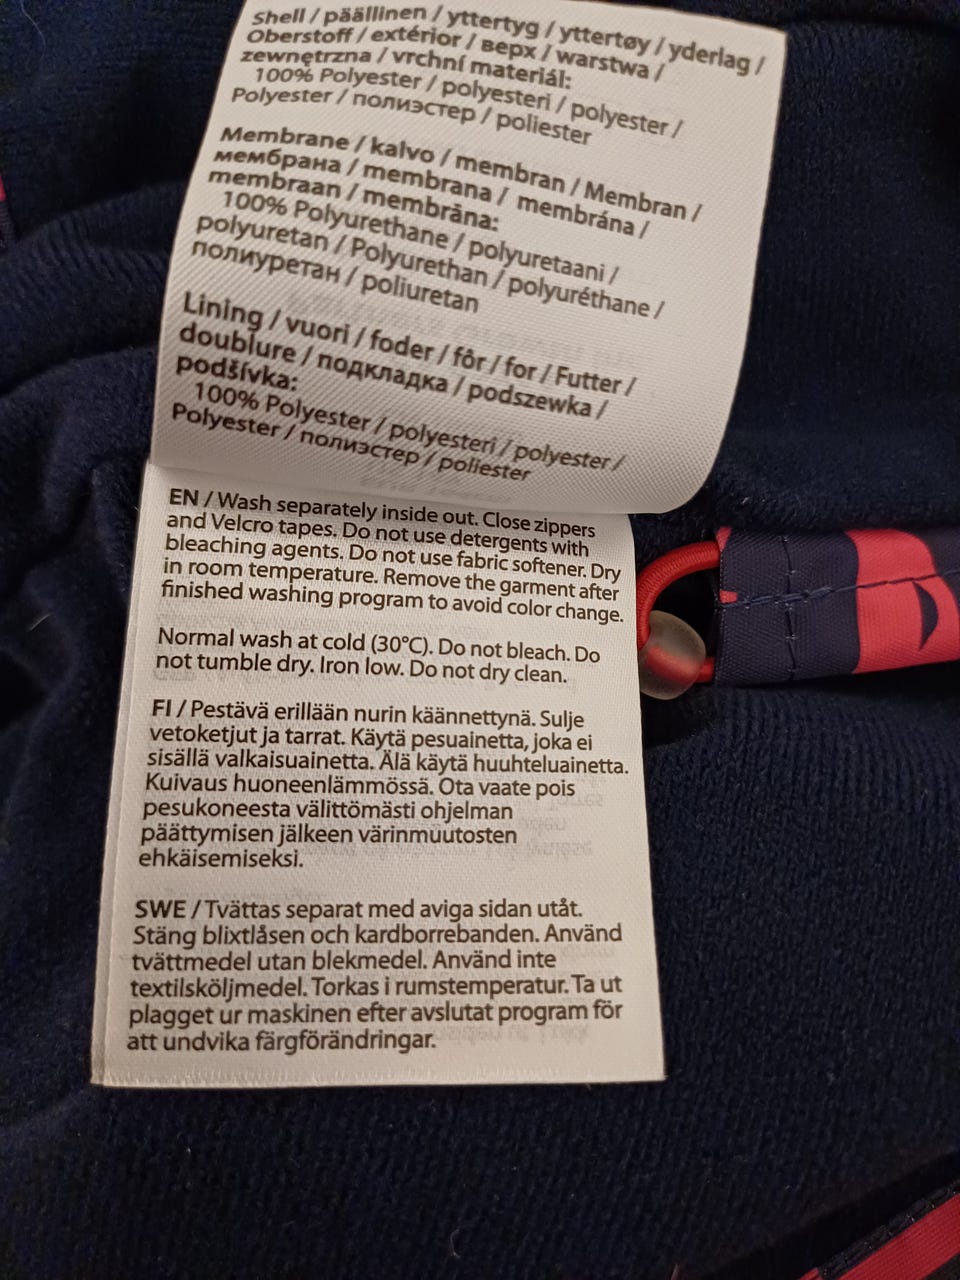 Shell / päällinen / yttertyg / yttertøy / yderlag /
Oberstoff / extérior / верх / warstwa /
zewnętrzna / vrchní materiál:
100% Polyester / polyesteri / polyester /
Polyester / полиэстер / poliester
Membrane / kalvo / membran / Membran /
мембрана / membrana / membrána /
membraan / membrāna:
100% Polyurethane / polyuretaani /
polyuretan / Polyurethan / polyuréthane /
полиуретан / poliuretan
Lining / vuori / foder / fôr / for / Futter /
doublure / подкладка / podszewka /
podšívka:
100% Polyester / polyesteri / polyester /
Polyester / полиэстер / poliester
EN / Wash separately inside out. Close zippers
and Velcro tapes. Do not use detergents with
bleaching agents. Do not use fabric softener. Dry
in room temperature. Remove the garment after
finished washing program to avoid color change.
Normal wash at cold (30°C). Do not bleach. Do
not tumble dry. Iron low. Do not dry clean.
FI / Pestävä erillään nurin käännettynä. Sulje
vetoketjut ja tarrat. Käytä pesuainetta, joka ei
sisällä valkaisuainetta. Älä käytä huuhteluainetta.
Kuivaus huoneenlämmössä. Ota vaate pois
pesukoneesta välittömästi ohjelman
päättymisen jälkeen värinmuutosten
ehkäisemiseksi.
SWE / Tvättas separat med aviga sidan utåt.
Stäng blixtlåsen och kardborrebanden. Använd
tvättmedel utan blekmedel. Använd inte
textilsköljmedel. Torkas i rumstemperatur. Ta ut
plagget ur maskinen efter avslutat program för
att undvika färgförändringar.